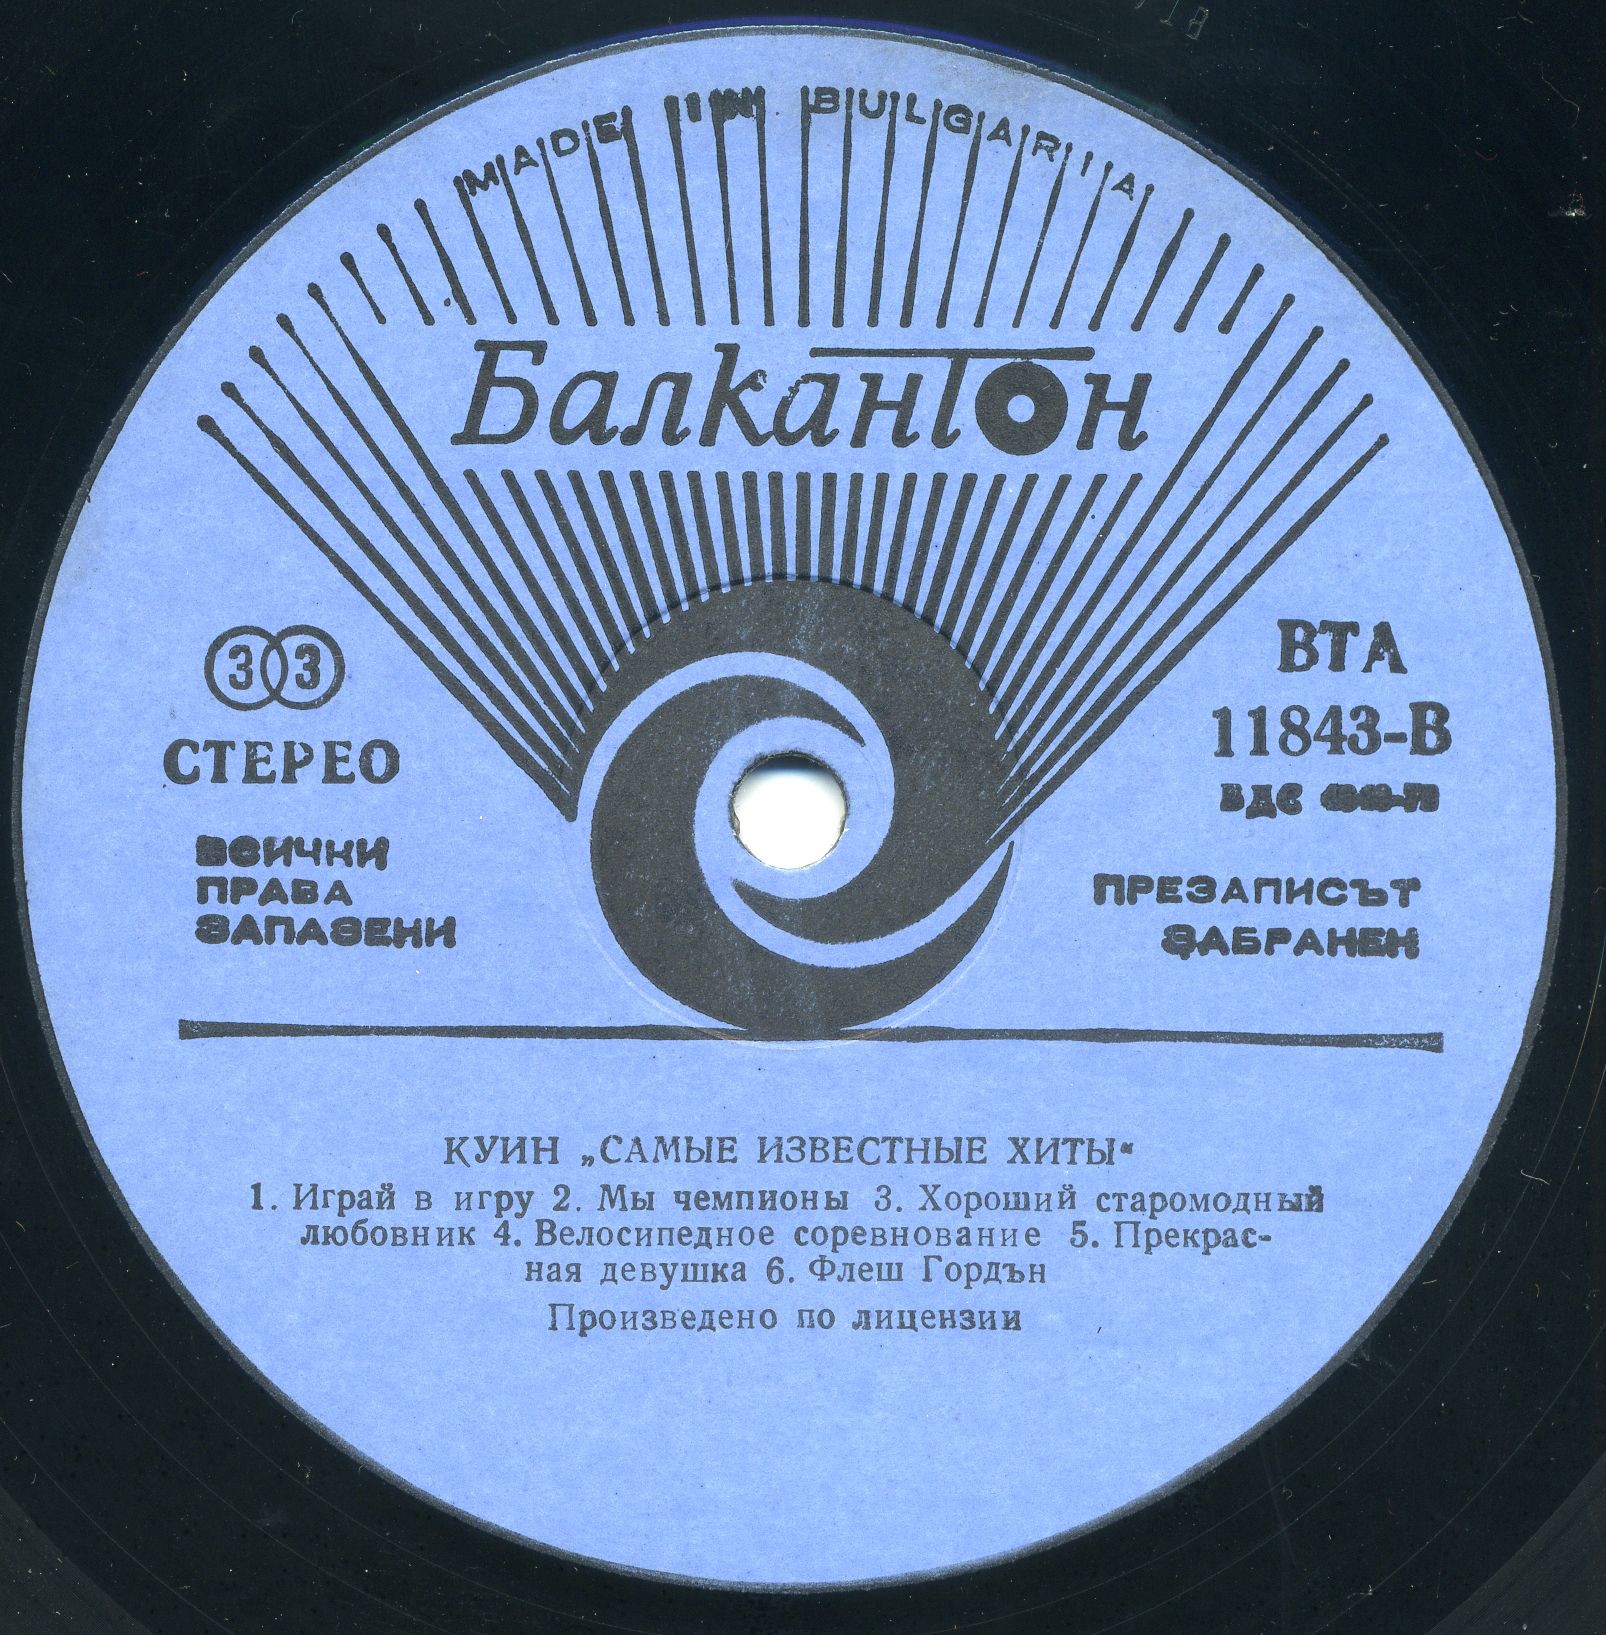 MADE IN BULGARIA
Балкантон
33
СТЕРЕО
ВСИЧКИ
ПРАВА
ЗАПАЗЕНИ
ВТА
11843-В
БДС
ПРЕЗАПИСЪТ
ЗАБРАНЕН
КУИН „САМЫЕ ИЗВЕСТНЫЕ ХИТЫ“
1. Играй в игру 2. Мы чемпионы 3. Хороший старомодный
любовник 4. Велосипедное соревнование 5. Прекрас-
ная девушка 6. Флеш Гордън
Произведено по лицензии